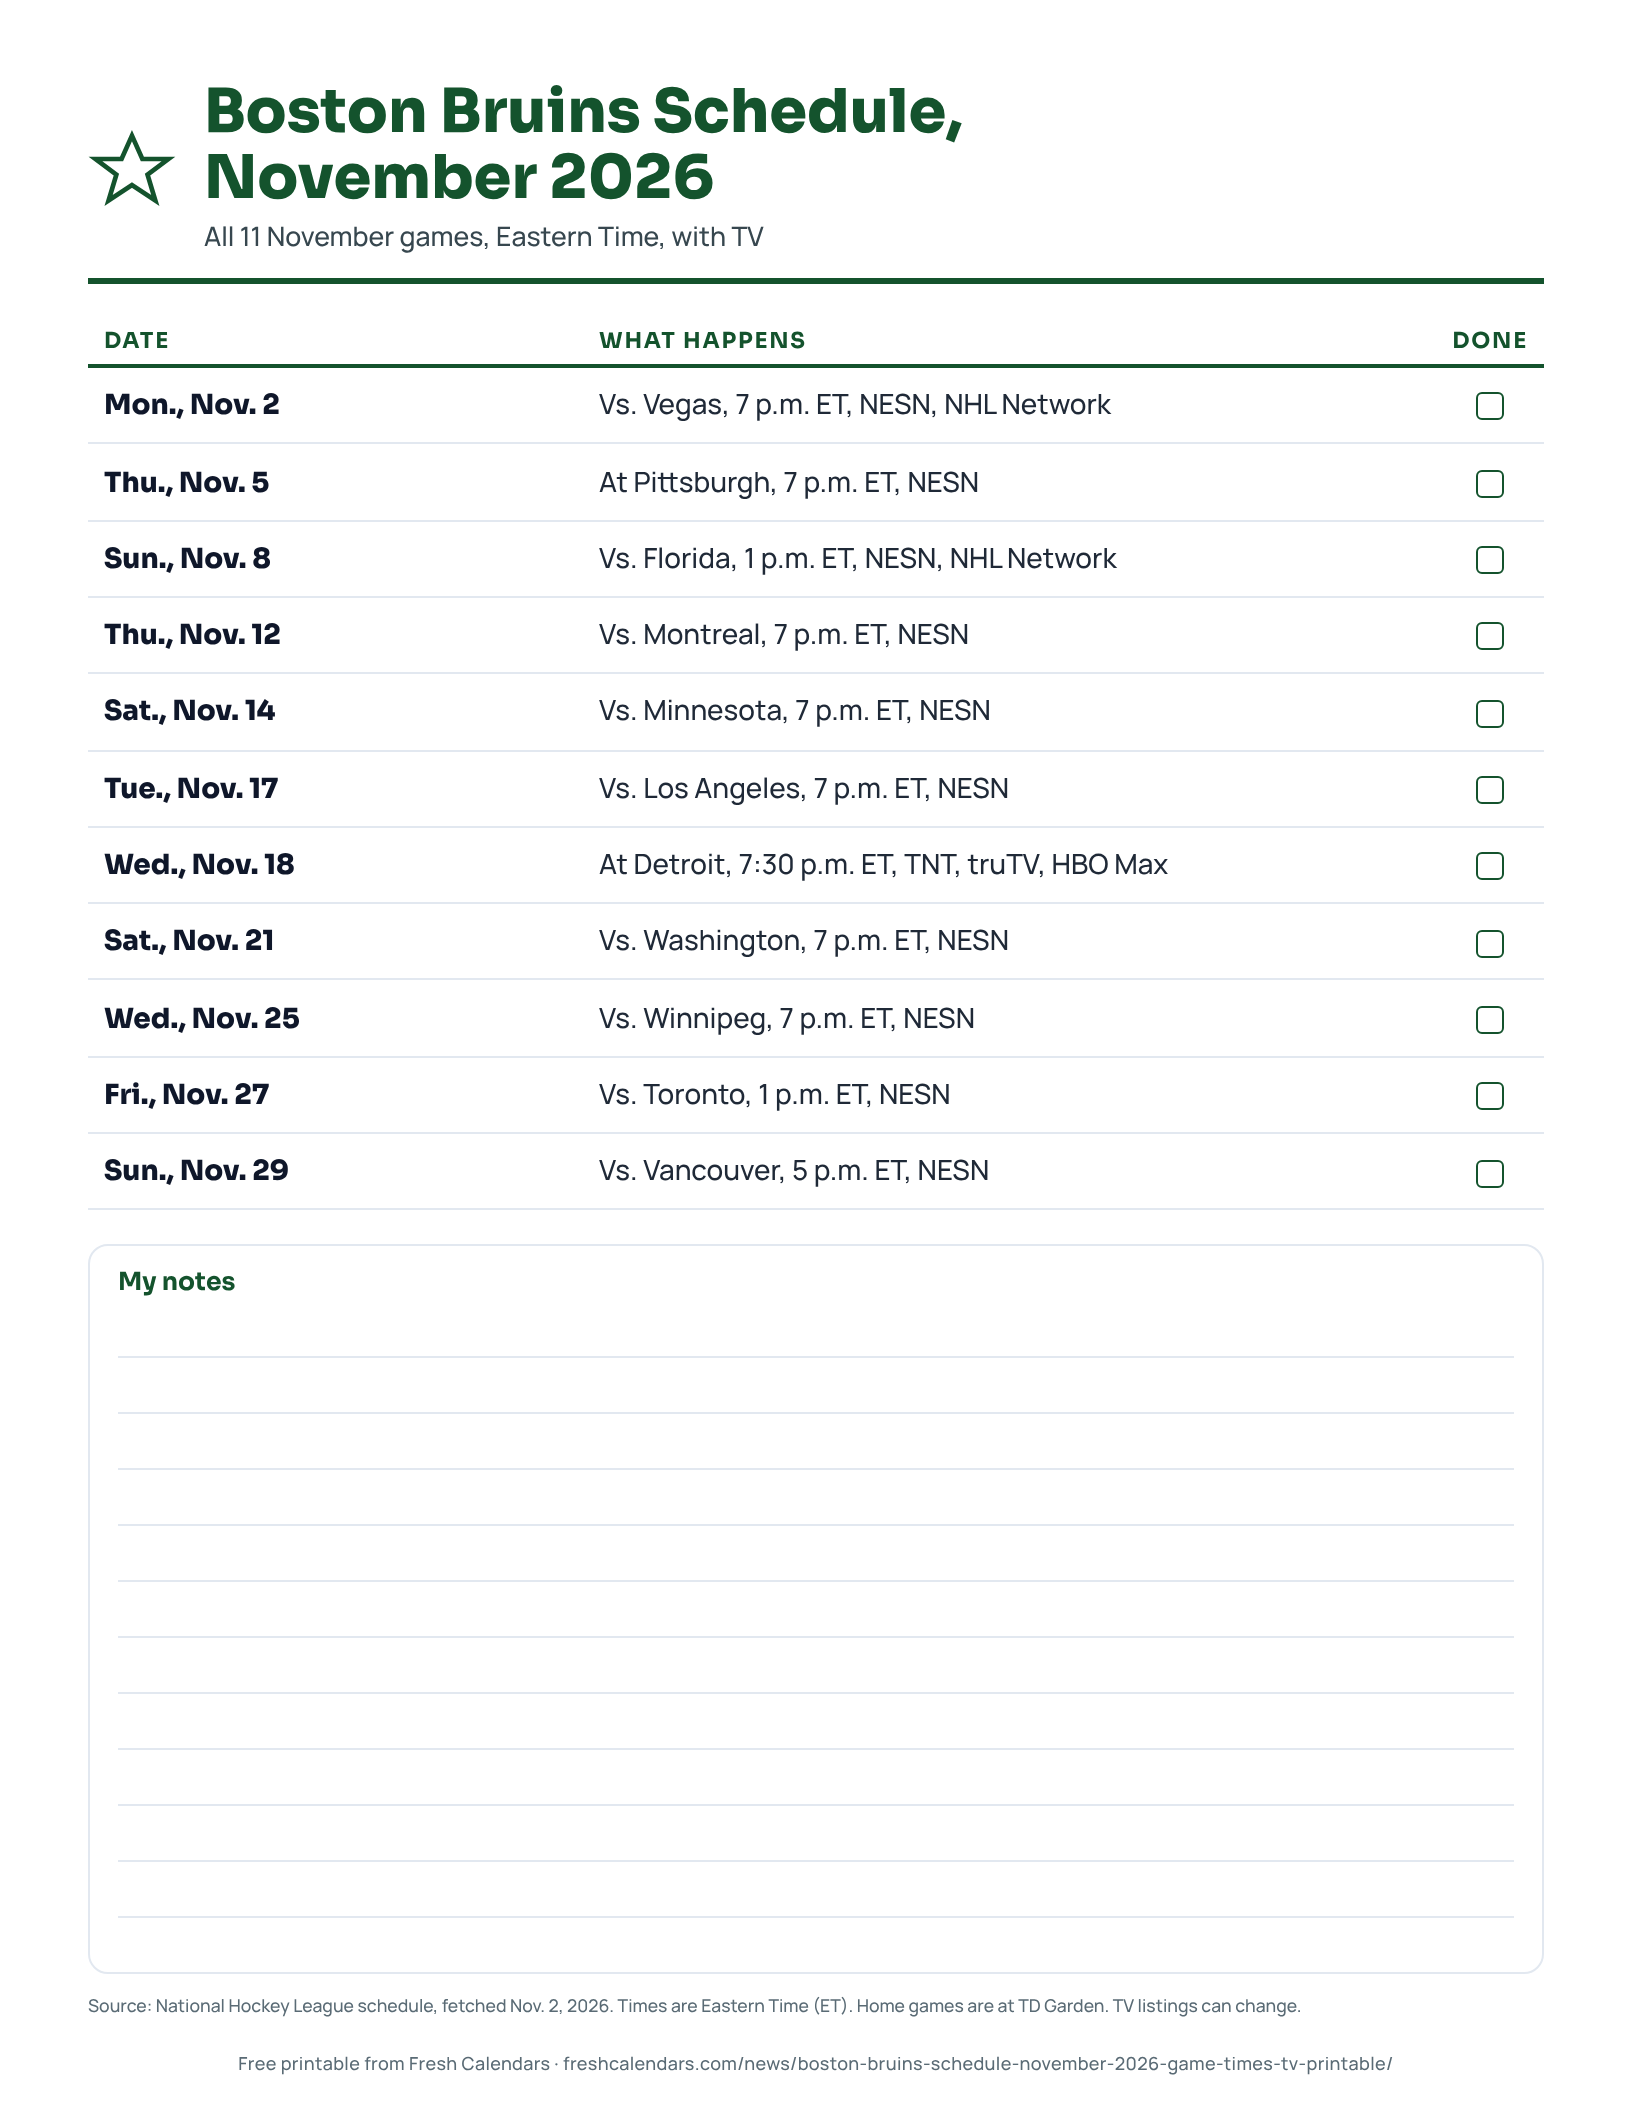 Boston Bruins Schedule,
November 2026
All 11 November games, Eastern Time, with TV
DATE WHAT HAPPENS DONE
Mon., Nov. 2 Vs. Vegas, 7 p.m. ET, NESN, NHL Network
Thu., Nov. 5 At Pittsburgh, 7 p.m. ET, NESN
Sun., Nov. 8 Vs. Florida, 1 p.m. ET, NESN, NHL Network
Thu., Nov. 12 Vs. Montreal, 7 p.m. ET, NESN
Sat., Nov. 14 Vs. Minnesota, 7 p.m. ET, NESN
Tue., Nov. 17 Vs. Los Angeles, 7 p.m. ET, NESN
Wed., Nov. 18 At Detroit, 7:30 p.m. ET, TNT, truTV, HBO Max
Sat., Nov. 21 Vs. Washington, 7 p.m. ET, NESN
Wed., Nov. 25 Vs. Winnipeg, 7 p.m. ET, NESN
Fri., Nov. 27 Vs. Toronto, 1 p.m. ET, NESN
Sun., Nov. 29 Vs. Vancouver, 5 p.m. ET, NESN
My notes
Source: National Hockey League schedule, fetched Nov. 2, 2026. Times are Eastern Time (ET). Home games are at TD Garden. TV listings can change.
Free printable from Fresh Calendars · freshcalendars.com/news/boston-bruins-schedule-november-2026-game-times-tv-printable/